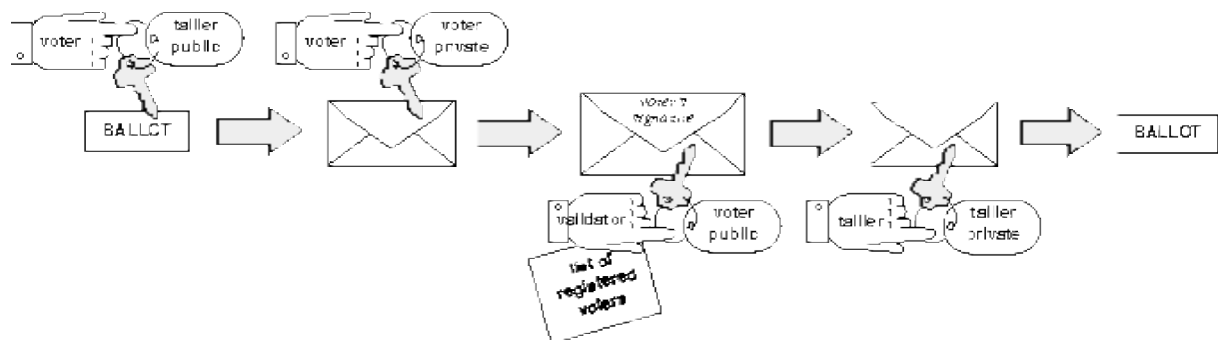 voter
taller
public
voter
voter
private
BALLOT
voter's
signature
BALLOT
validator
voter
public
taller
taller
private
list of
registered
voters